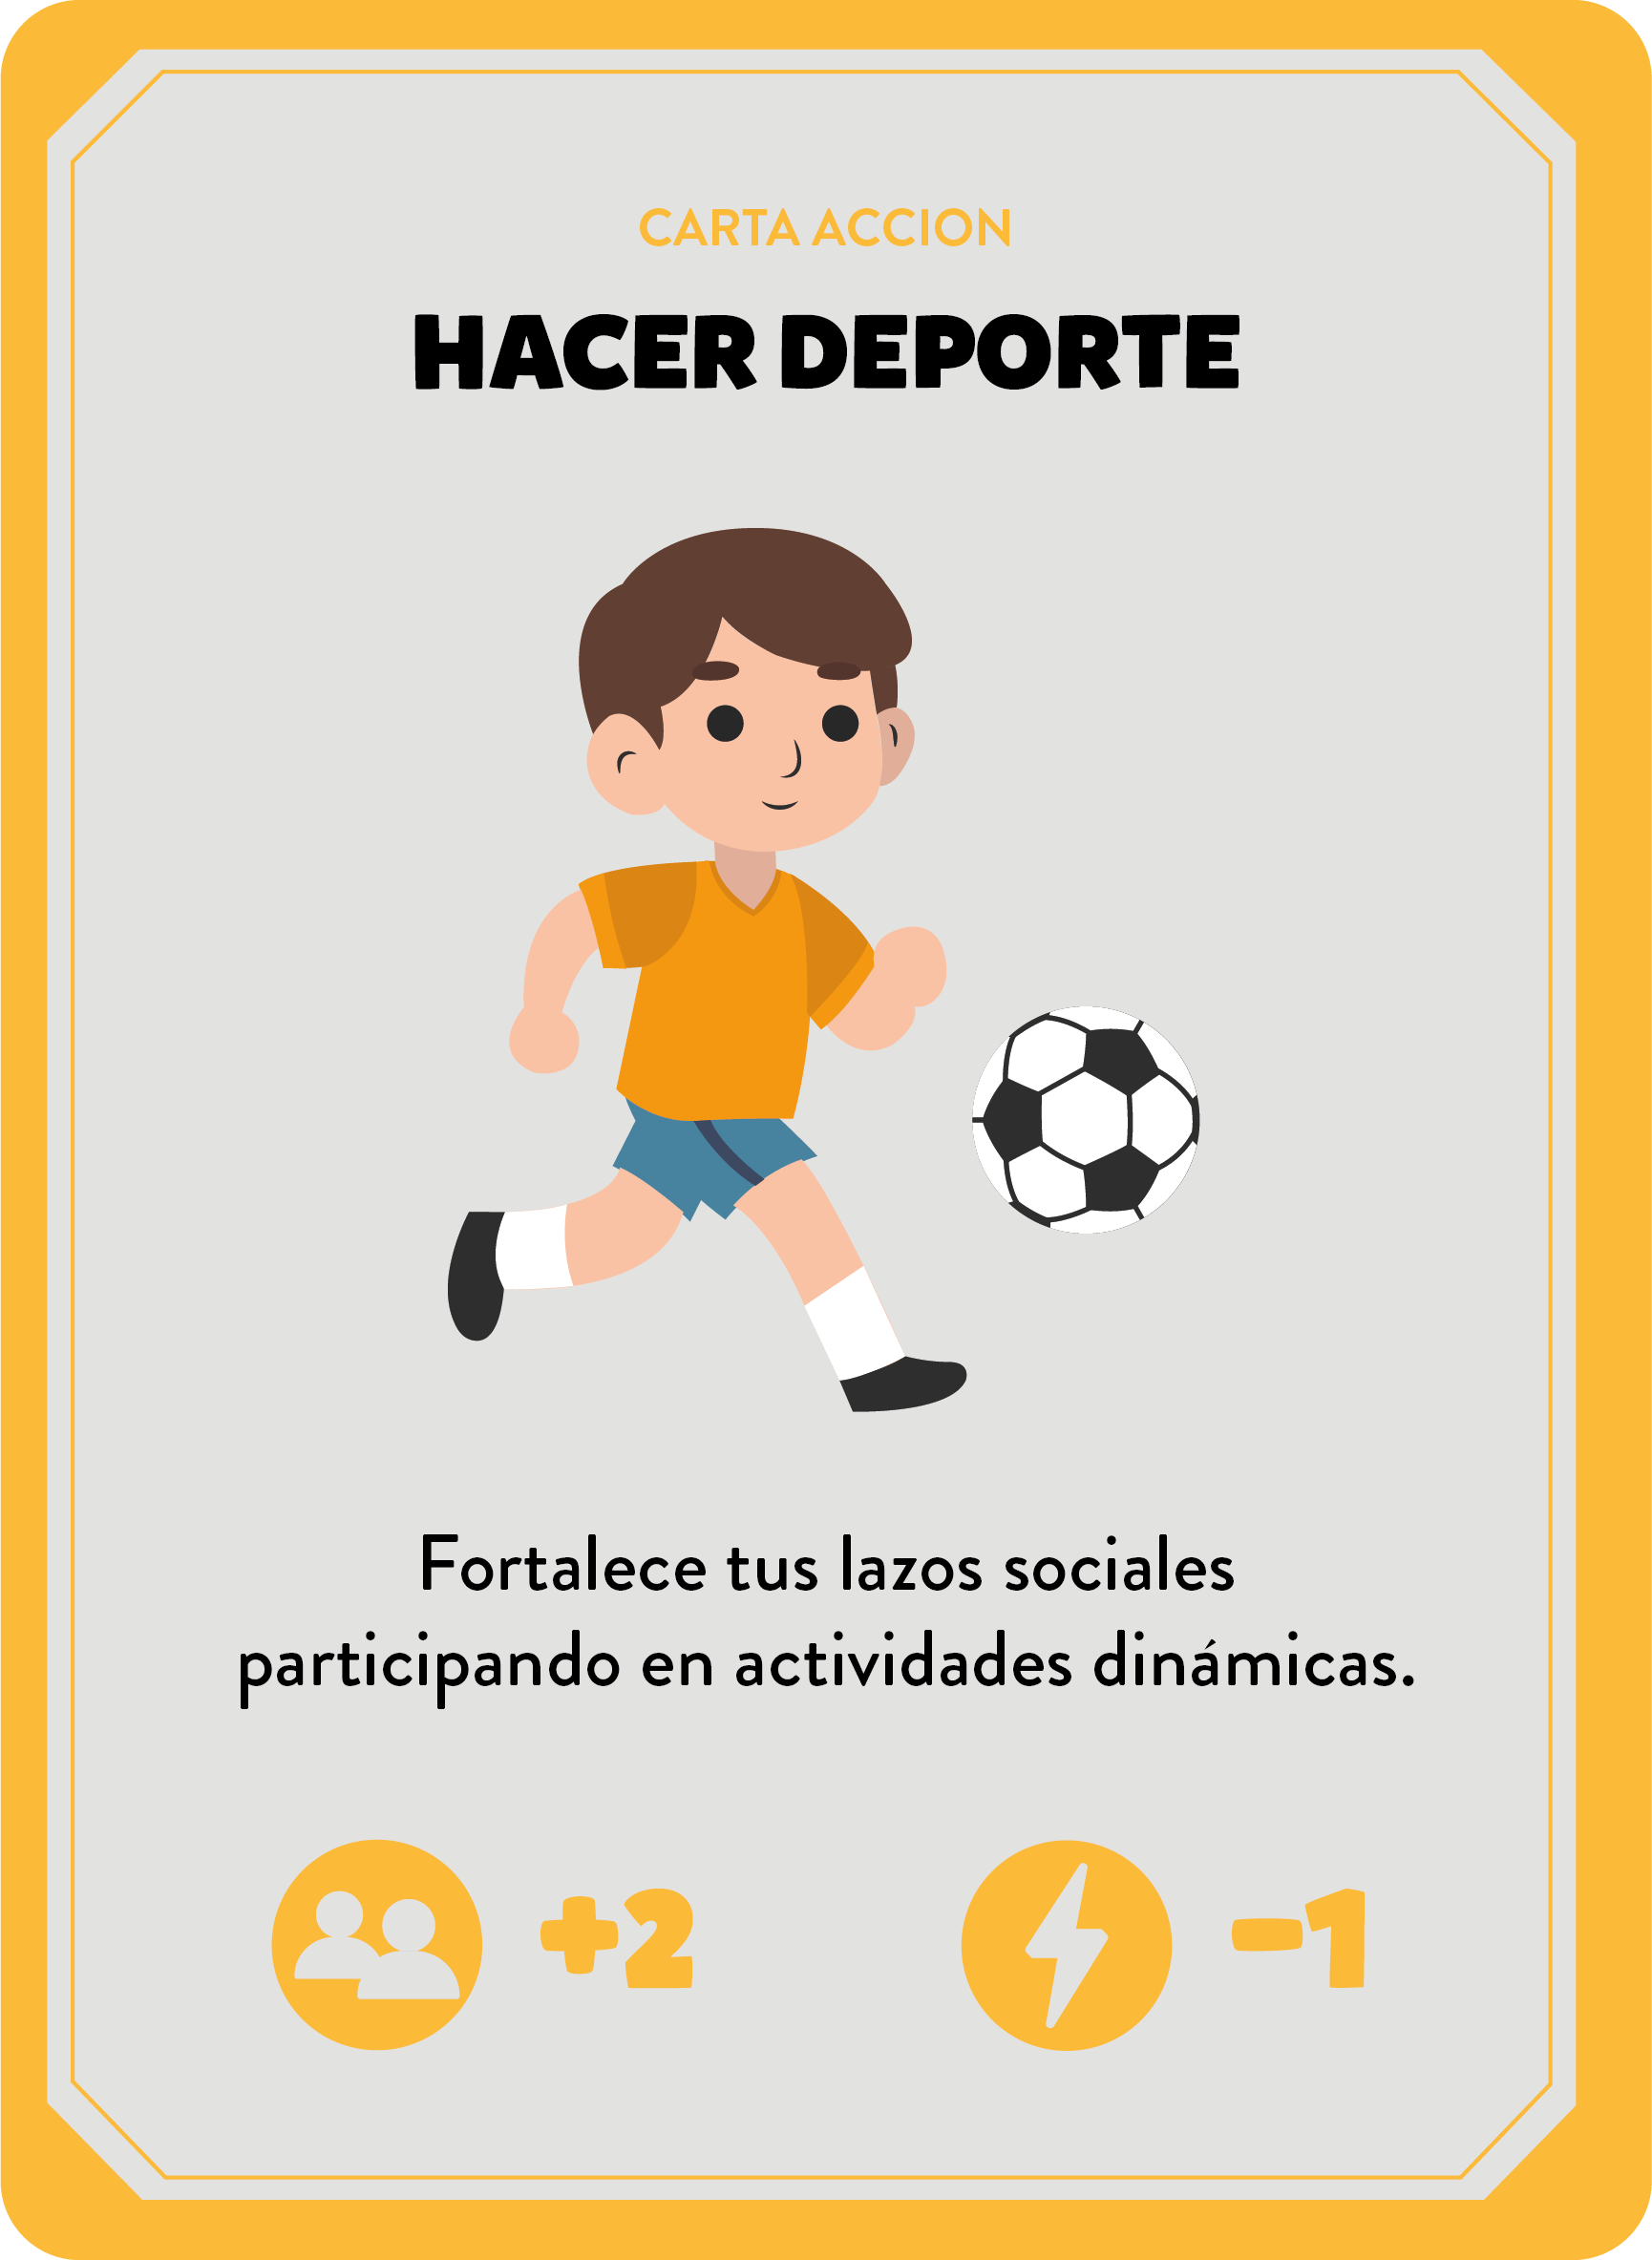 CARTA ACCION
HACER DEPORTE
Fortalece tus lazos sociales
participando en actividades dinámicas.
+2
-1